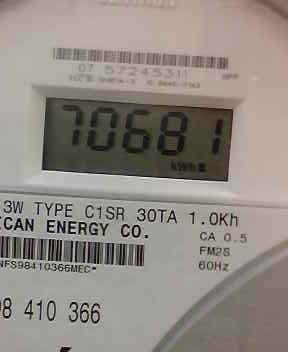 07 57245311
70681
kWh
3W TYPE C1SR 30TA 1.0Kh
ICAN ENERGY CO.
CA 0.5
FM2S
NFS98410366MEC*
60Hz
98 410 366